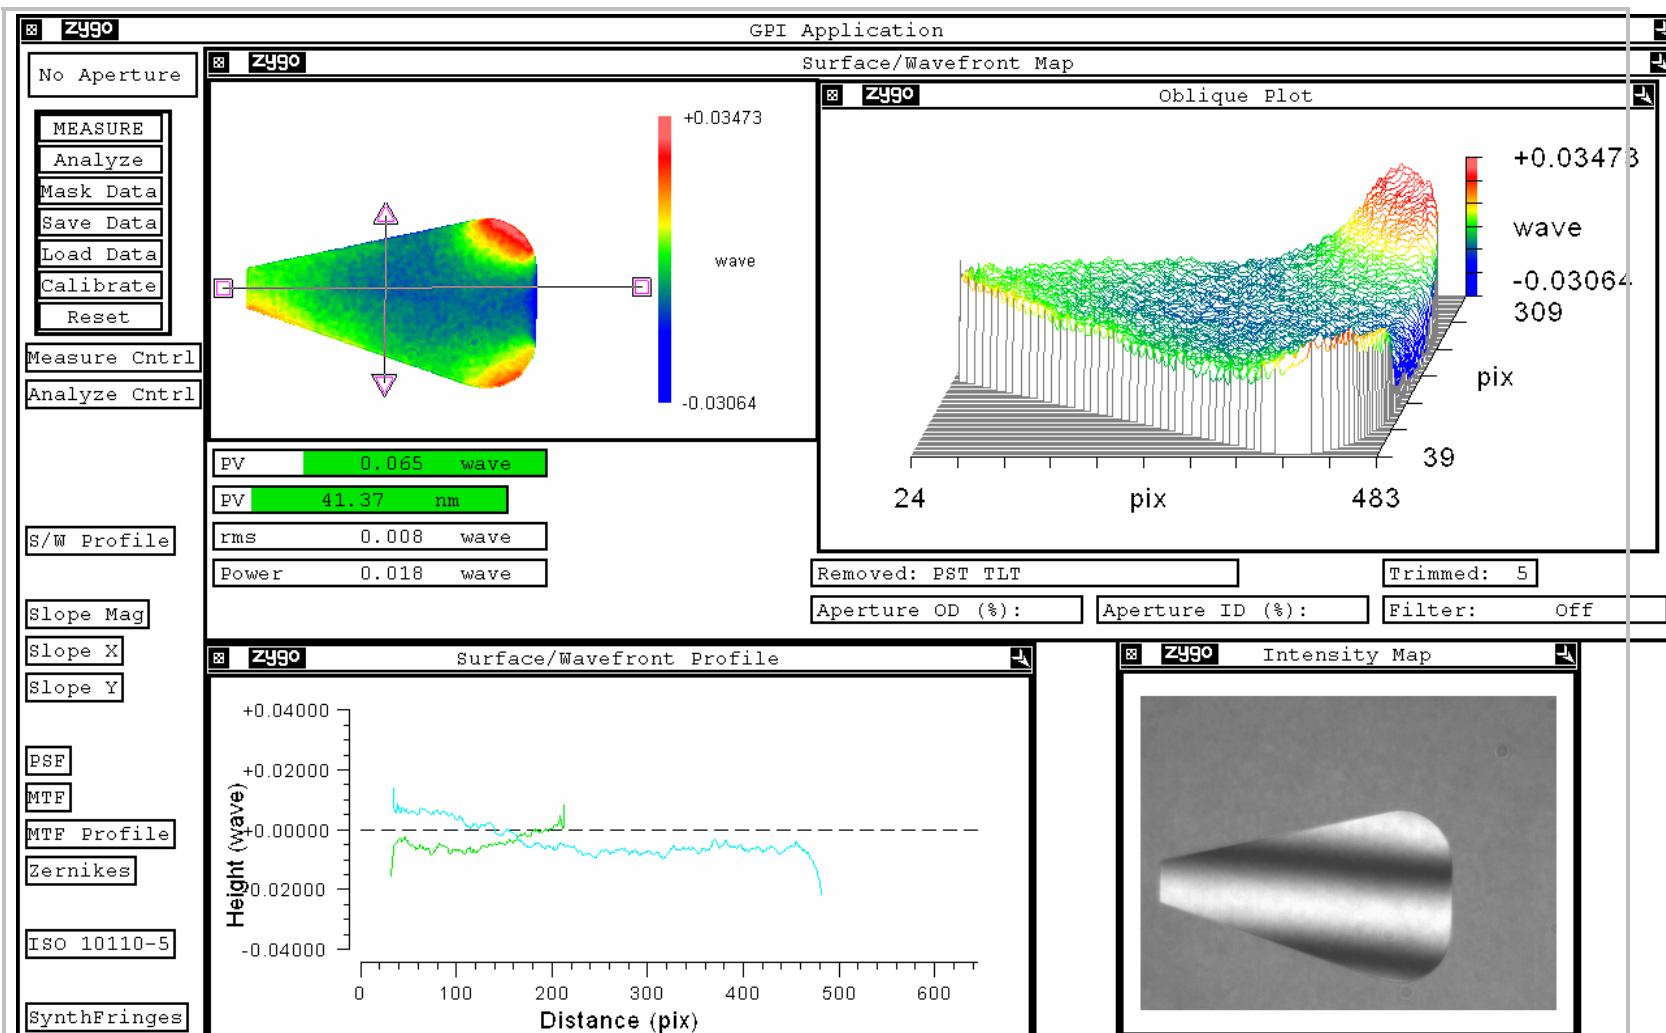 zygo GPI Application
No Aperture
MEASURE
Analyze
Mask Data
Save Data
Load Data
Calibrate
Reset
Measure Cntrl
Analyze Cntrl
S/W Profile
Slope Mag
Slope X
Slope Y
PSF
MTF
MTF Profile
Zernikes
ISO 10110-5
SynthFringes
zygo Surface/Wavefront Map
+0.03473
wave
-0.03064
zygo Oblique Plot
+0.03473
wave
-0.03064
309
pix
39
24 pix 483
PV 0.065 wave
PV 41.37 nm
rms 0.008 wave
Power 0.018 wave
Removed: PST TLT
Trimmed: 5
Aperture OD (%):
Aperture ID (%):
Filter: Off
zygo Surface/Wavefront Profile
+0.04000
+0.02000
+0.00000
-0.02000
-0.04000
Height (wave)
0 100 200 300 400 500 600
Distance (pix)
zygo Intensity Map